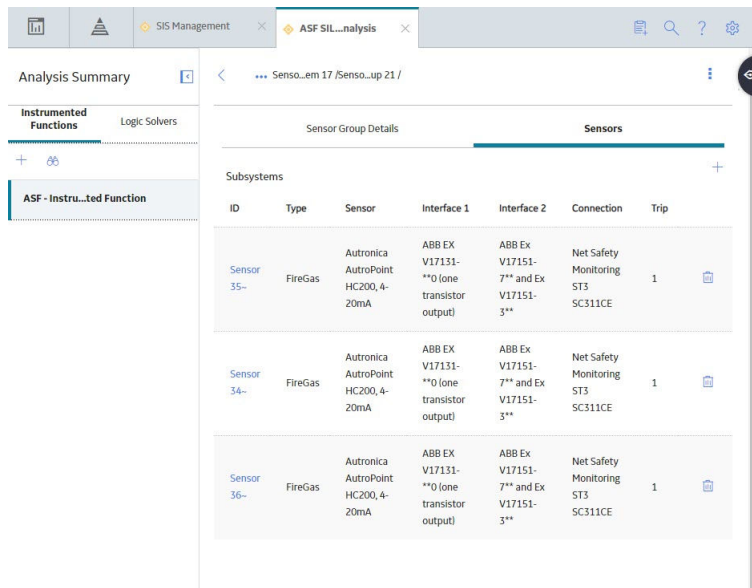 SIS Management
ASF SIL...nalysis
Analysis Summary
Instrumented
Functions
Logic Solvers
ASF - Instru...ted Function
... Senso...em 17 /Senso...up 21 /
Sensor Group Details
Sensors
Subsystems
ID Type Sensor Interface 1 Interface 2 Connection Trip
Sensor
35~
FireGas
Autronica
AutroPoint
HC200, 4-
20mA
ABB EX
V17131-
**0 (one
transistor
output)
ABB Ex
V17151-
7** and Ex
V17151-
3**
Net Safety
Monitoring
ST3
SC311CE
1
Sensor
34~
FireGas
Autronica
AutroPoint
HC200, 4-
20mA
ABB EX
V17131-
**0 (one
transistor
output)
ABB Ex
V17151-
7** and Ex
V17151-
3**
Net Safety
Monitoring
ST3
SC311CE
1
Sensor
36~
FireGas
Autronica
AutroPoint
HC200, 4-
20mA
ABB EX
V17131-
**0 (one
transistor
output)
ABB Ex
V17151-
7** and Ex
V17151-
3**
Net Safety
Monitoring
ST3
SC311CE
1